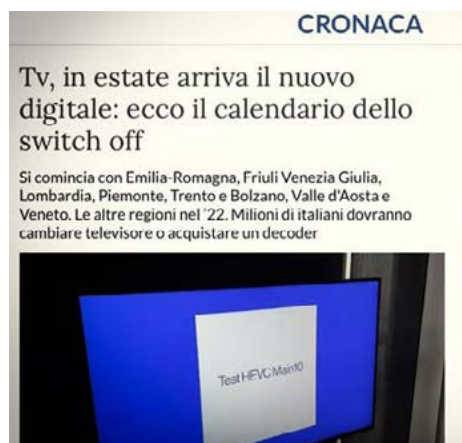 CRONACA
Tv, in estate arriva il nuovo
digitale: ecco il calendario dello
switch off
Si comincia con Emilia-Romagna, Friuli Venezia Giulia,
Lombardia, Piemonte, Trento e Bolzano, Valle d'Aosta e
Veneto. Le altre regioni nel '22. Milioni di italiani dovranno
cambiare televisore o acquistare un decoder
Test HEVC Main10